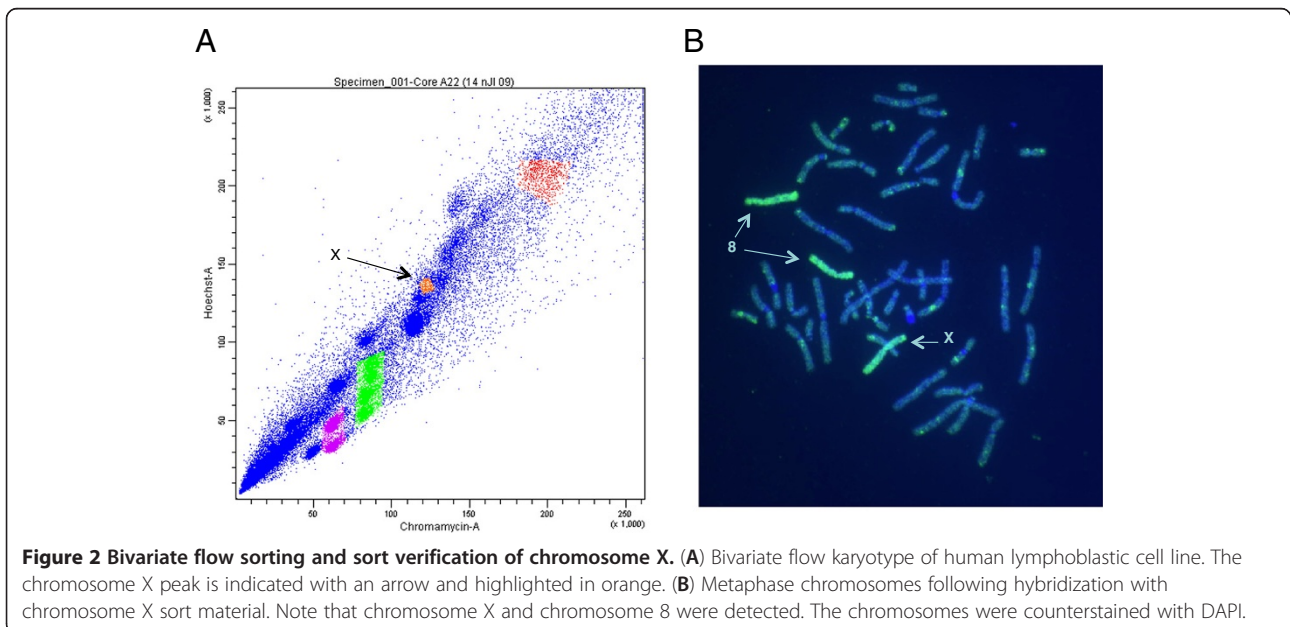 A
B
Specimen_001-Core A22 (14 nJl 09)
(x 1,000)
250
200
150
100
50
Hoechst-A
X
50
100
150
200
250
Chromamycin-A
(x 1,000)
8
X
Figure 2 Bivariate flow sorting and sort verification of chromosome X. (A) Bivariate flow karyotype of human lymphoblastic cell line. The
chromosome X peak is indicated with an arrow and highlighted in orange. (B) Metaphase chromosomes following hybridization with
chromosome X sort material. Note that chromosome X and chromosome 8 were detected. The chromosomes were counterstained with DAPI.